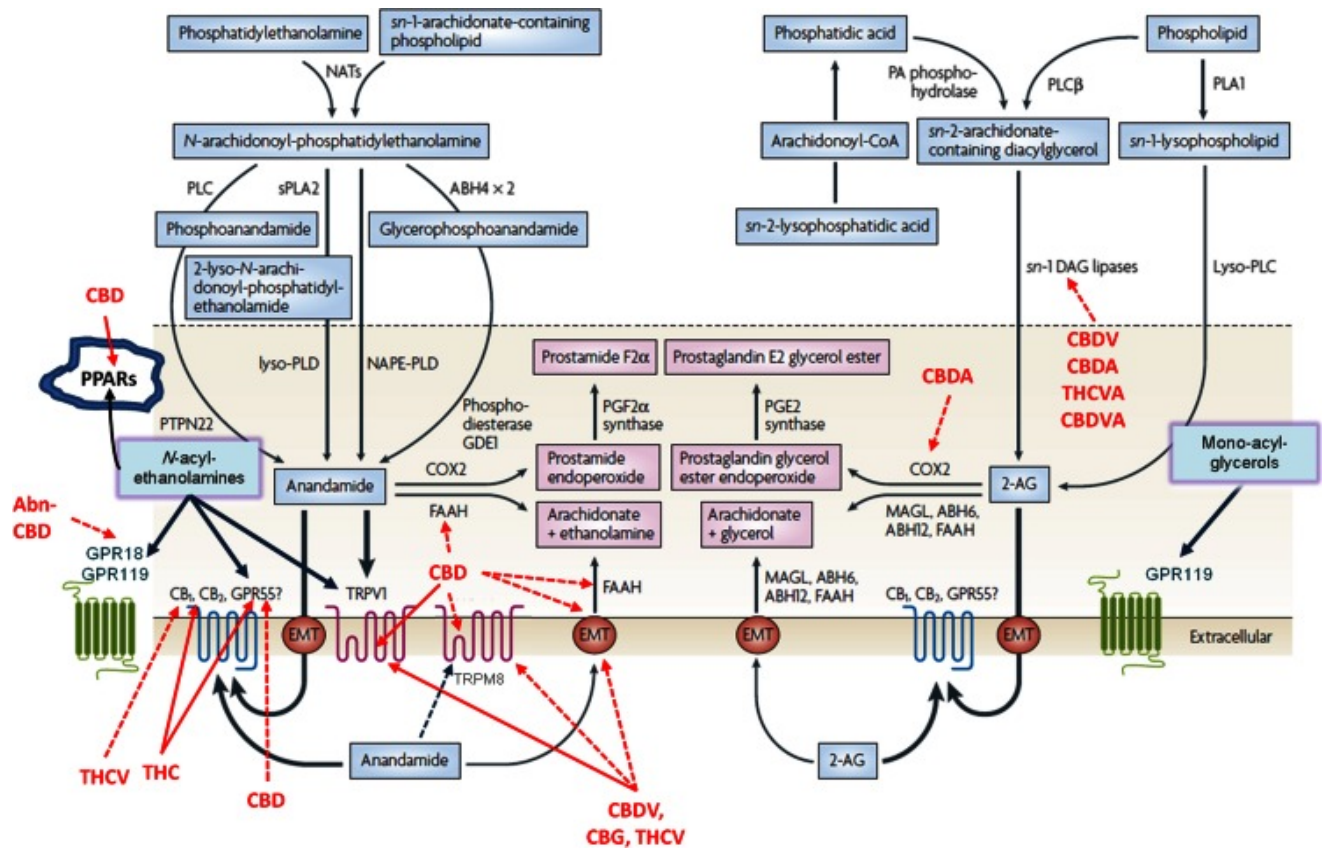 Phosphatidylethanolamine
sn-1-arachidonate-containing
phospholipid
NATs
N-arachidonoyl-phosphatidylethanolamine
PLC
sPLA2
ABH4 × 2
Phosphoanandamide
Glycerophosphoanandamide
2-lyso-N-arachi-
donoyl-phosphatidyl-
ethanolamide
lyso-PLD
NAPE-PLD
Phospho-
diesterase
GDE1
Phosphatidic acid
Phospholipid
PA phospho-
hydrolase
PLCβ
PLA1
Arachidonoyl-CoA
sn-2-arachidonate-
containing diacylglycerol
sn-1-lysophospholipid
sn-2-lysophosphatidic acid
sn-1 DAG lipases
Lyso-PLC
CBDV
CBDA
THCVA
CBDVA
CBD
PPARs
PTPN22
N-acyl-
ethanolamines
Anandamide
COX2
FAAH
Prostamide F2α
PGF2α
synthase
Prostamide
endoperoxide
Arachidonate
+ ethanolamine
FAAH
Prostaglandin E2 glycerol ester
PGE2
synthase
Prostaglandin glycerol
ester endoperoxide
Arachidonate
+ glycerol
MAGL, ABH6,
ABH12, FAAH
CBDA
COX2
MAGL, ABH6,
ABH12, FAAH
2-AG
Mono-acyl-
glycerols
Abn-
CBD
GPR18
GPR119
CB1, CB2, GPR55?
TRPV1
CBD
CB1, CB2, GPR55?
GPR119
EMT
EMT
EMT
EMT
Extracellular
TRPM8
Anandamide
2-AG
THCV
THC
CBD
CBDV,
CBG, THCV